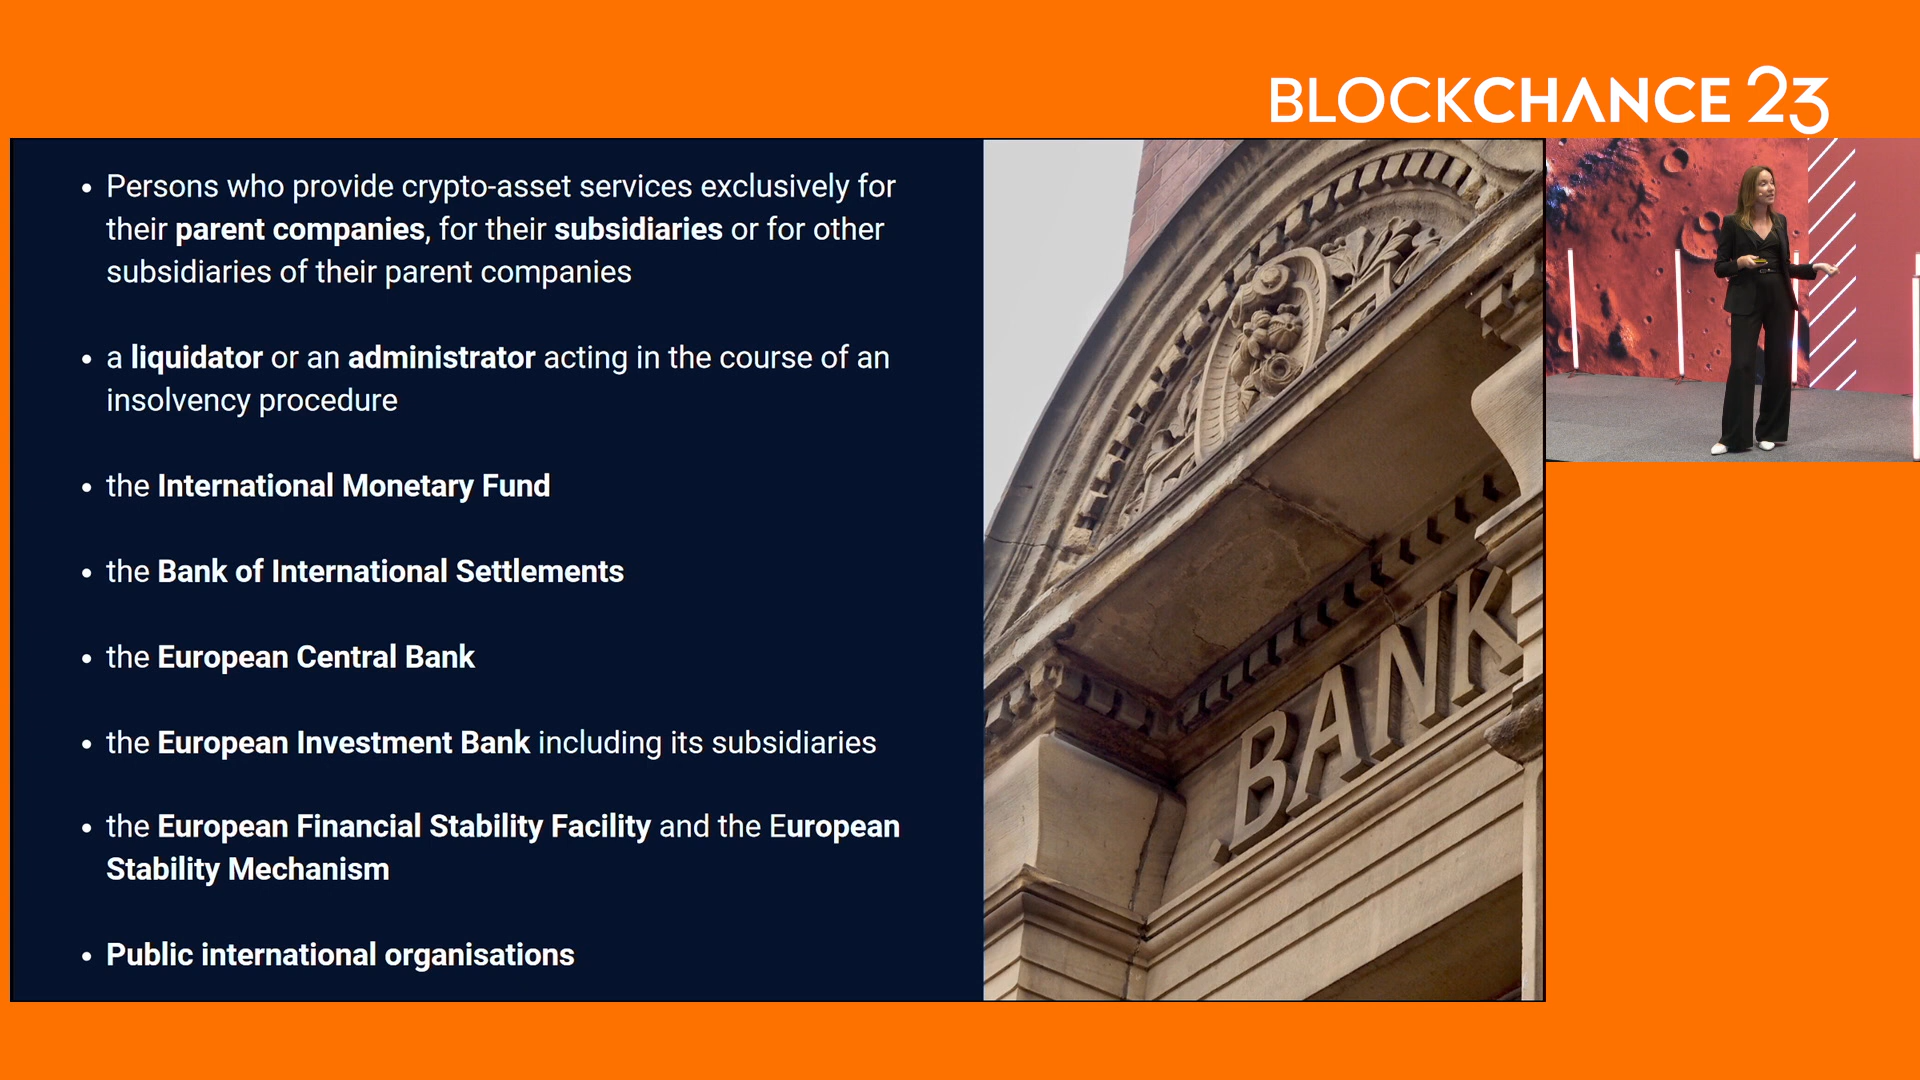 BLOCKCHANCE 23
• Persons who provide crypto-asset services exclusively for
their parent companies, for their subsidiaries or for other
subsidiaries of their parent companies
• a liquidator or an administrator acting in the course of an
insolvency procedure
• the International Monetary Fund
• the Bank of International Settlements
• the European Central Bank
• the European Investment Bank including its subsidiaries
• the European Financial Stability Facility and the European
Stability Mechanism
• Public international organisations
BANK